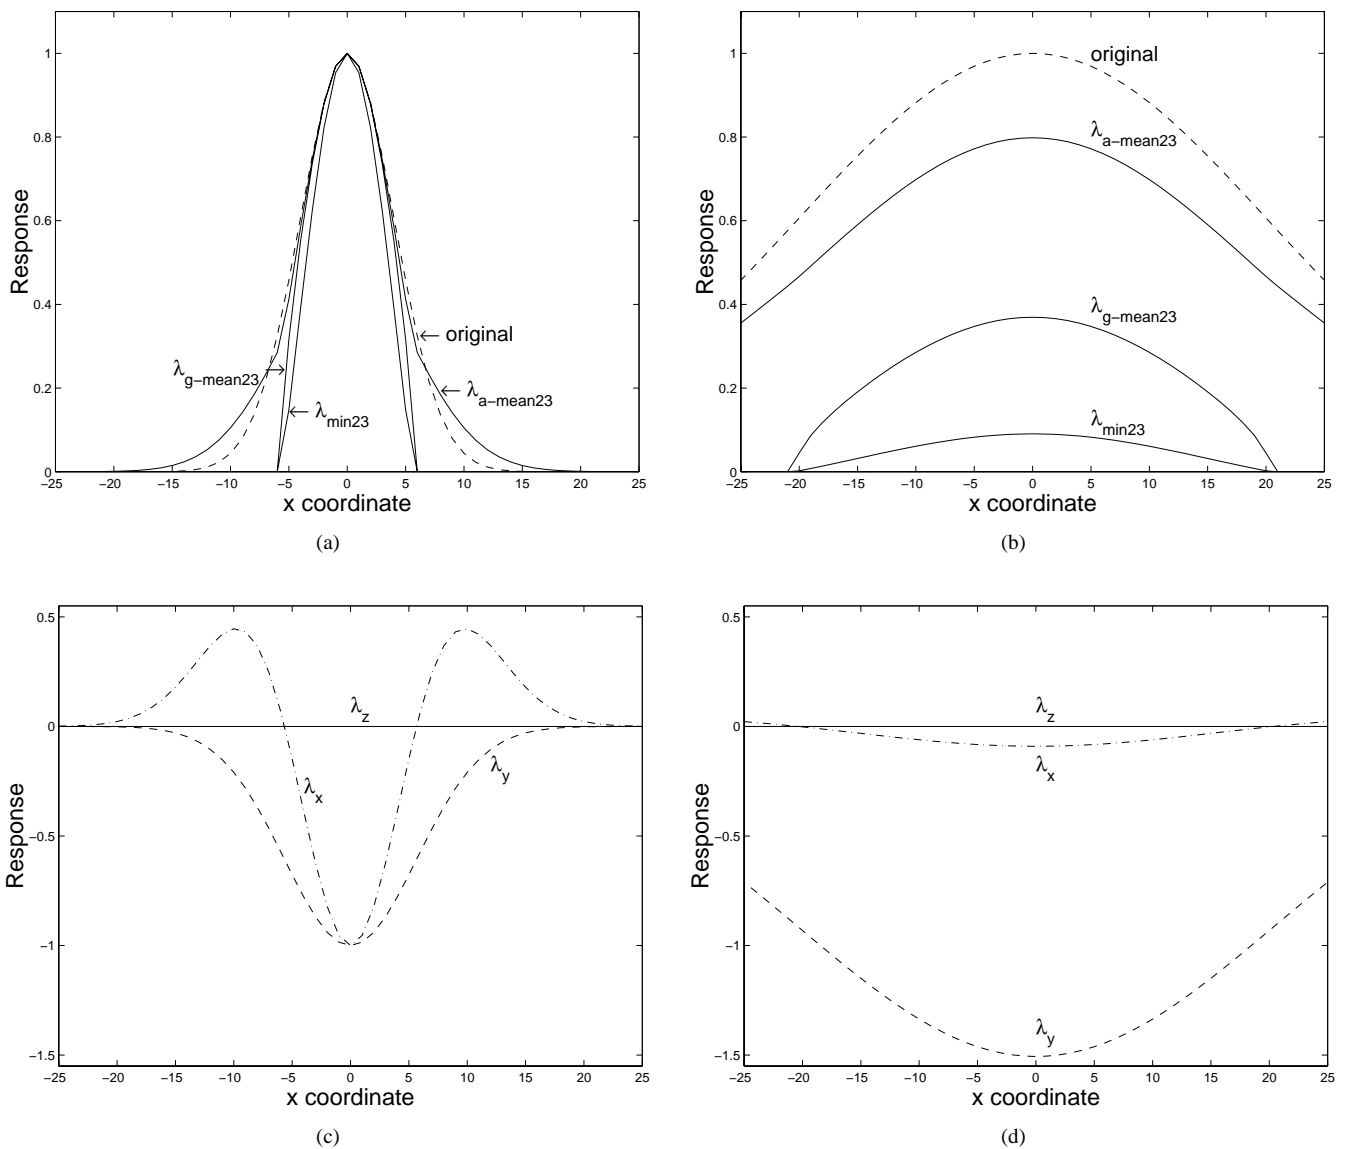 1
0.8
0.6
0.4
0.2
0
Response
original
λg−mean23
λa−mean23
λmin23
−25 −20 −15 −10 −5 0 5 10 15 20 25
x coordinate
(a)
1
0.8
0.6
0.4
0.2
0
Response
original
λa−mean23
λg−mean23
λmin23
−25 −20 −15 −10 −5 0 5 10 15 20 25
x coordinate
(b)
0.5
0
−0.5
−1
−1.5
Response
λz
λy
λx
−25 −20 −15 −10 −5 0 5 10 15 20 25
x coordinate
(c)
0.5
0
−0.5
−1
−1.5
Response
λz
λx
λy
−25 −20 −15 −10 −5 0 5 10 15 20 25
x coordinate
(d)